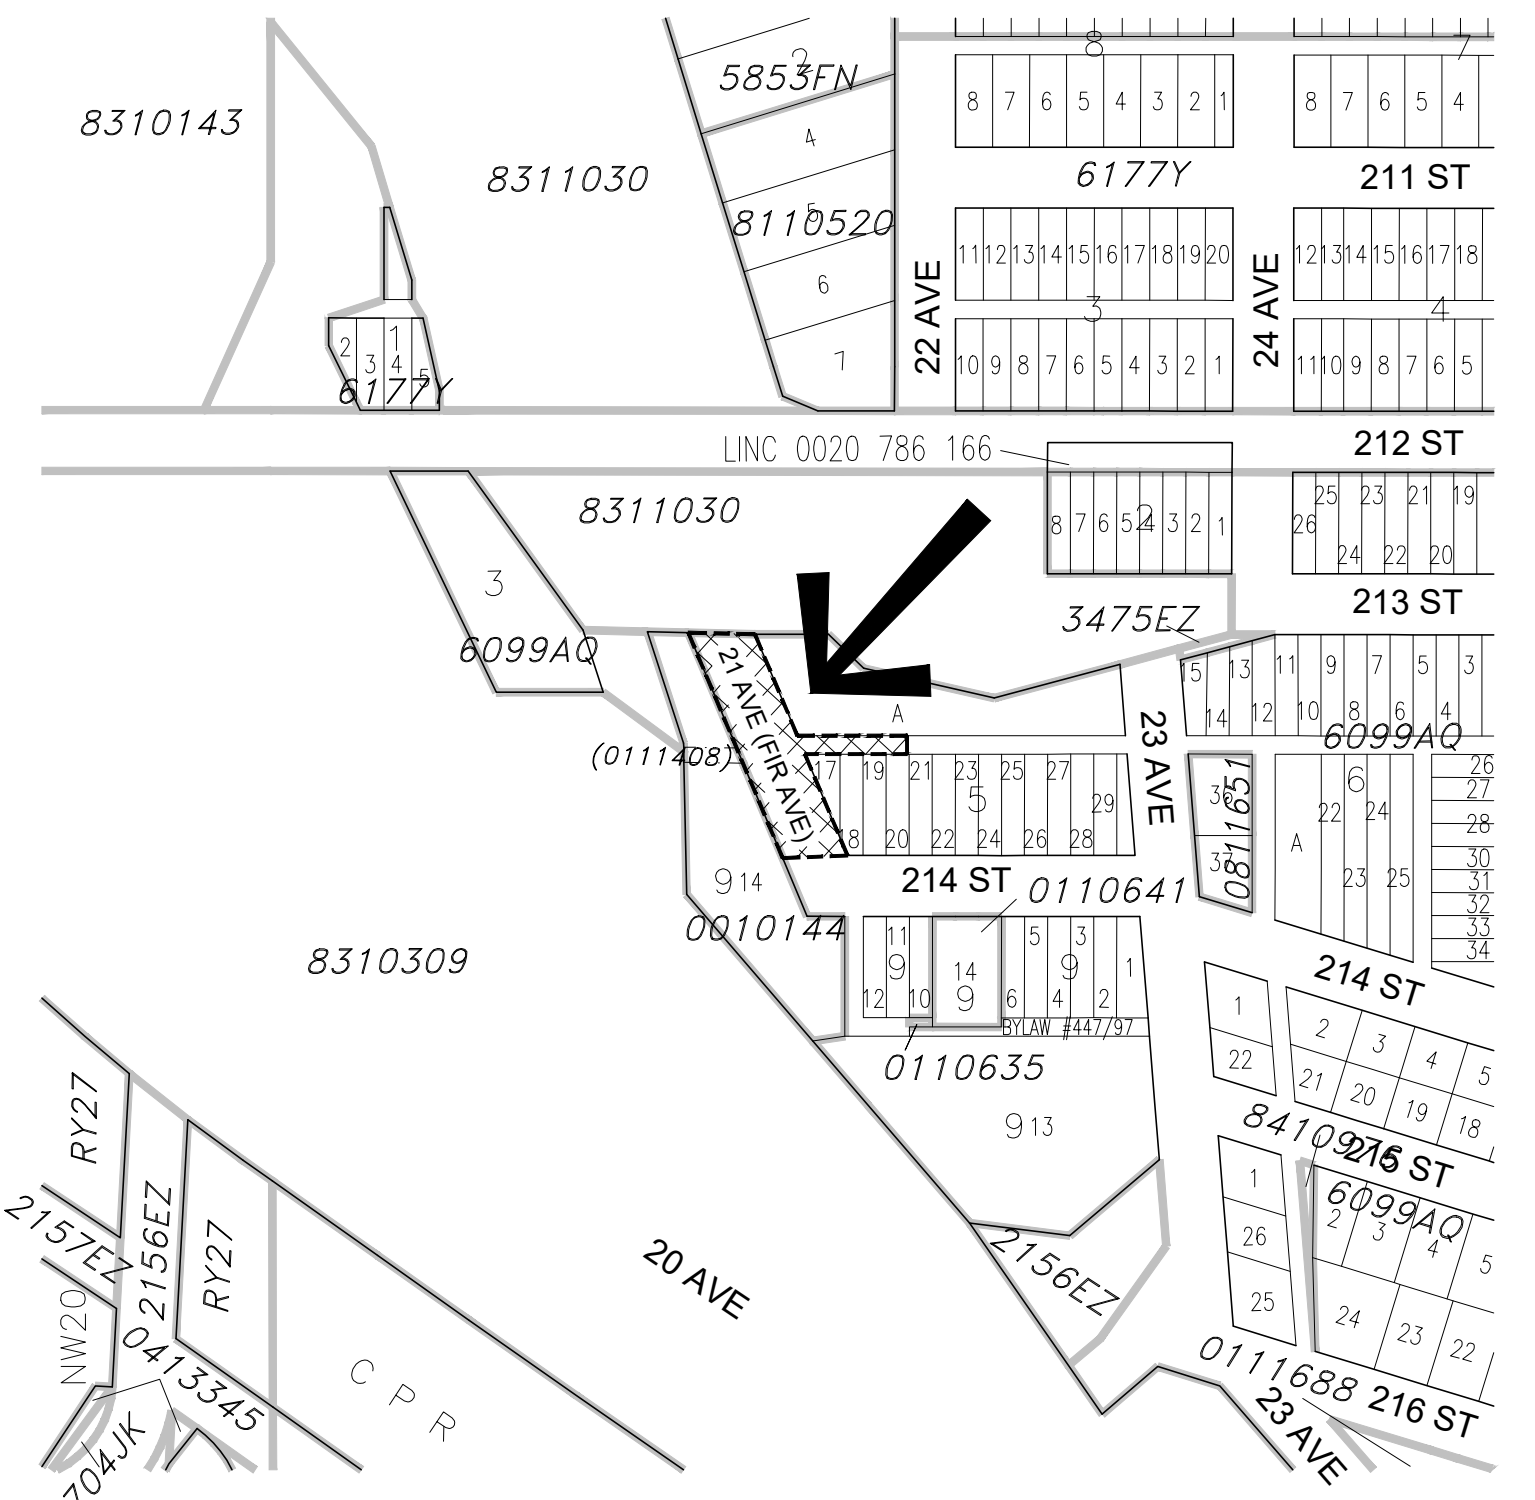 8
7
2
5853FN
8 7 6 5 4 3 2 1
8 7 6 5 4
8310143
4
8311030
6177Y
211 ST
5
8110520
11 12 13 14 15 16 17 18 19 20
12 13 14 15 16 17 18
6
22 AVE
24 AVE
3
4
1
2 3 4 5
6177Y
7
10 9 8 7 6 5 4 3 2 1
11 10 9 8 7 6 5
LINC 0020 786 166
212 ST
8311030
8 7 6 5 4 3 2 1
2
25 23 21 19
26
24 22 20
3
213 ST
3475EZ
6099AQ
21 AVE (FIR AVE)
A
15 13 11 9 7 5 3
14 12 10 8 6 4
6099AQ
23 AVE
(0111408)
17 19 21 23 25 27
5
29
18 20 22 24 26 28
36
37
0811651
6
A
22 24
23 25
26
27
28
30
31
32
33
34
9 14
214 ST
0110641
0010144
11
9
12 10
14
9
5 3 1
9
6 4 2
BYLAW #447/97
0110635
8310309
214 ST
1
22
2 3 4 5
21 20 19 18
9 13
8410976
215 ST
6099AQ
1
26
25
2 3 4 5
24 23 22
RY27
2156EZ
RY27
2157EZ
NW20
0413345
704JK
C P R
20 AVE
2156EZ
0111688
216 ST
23 AVE